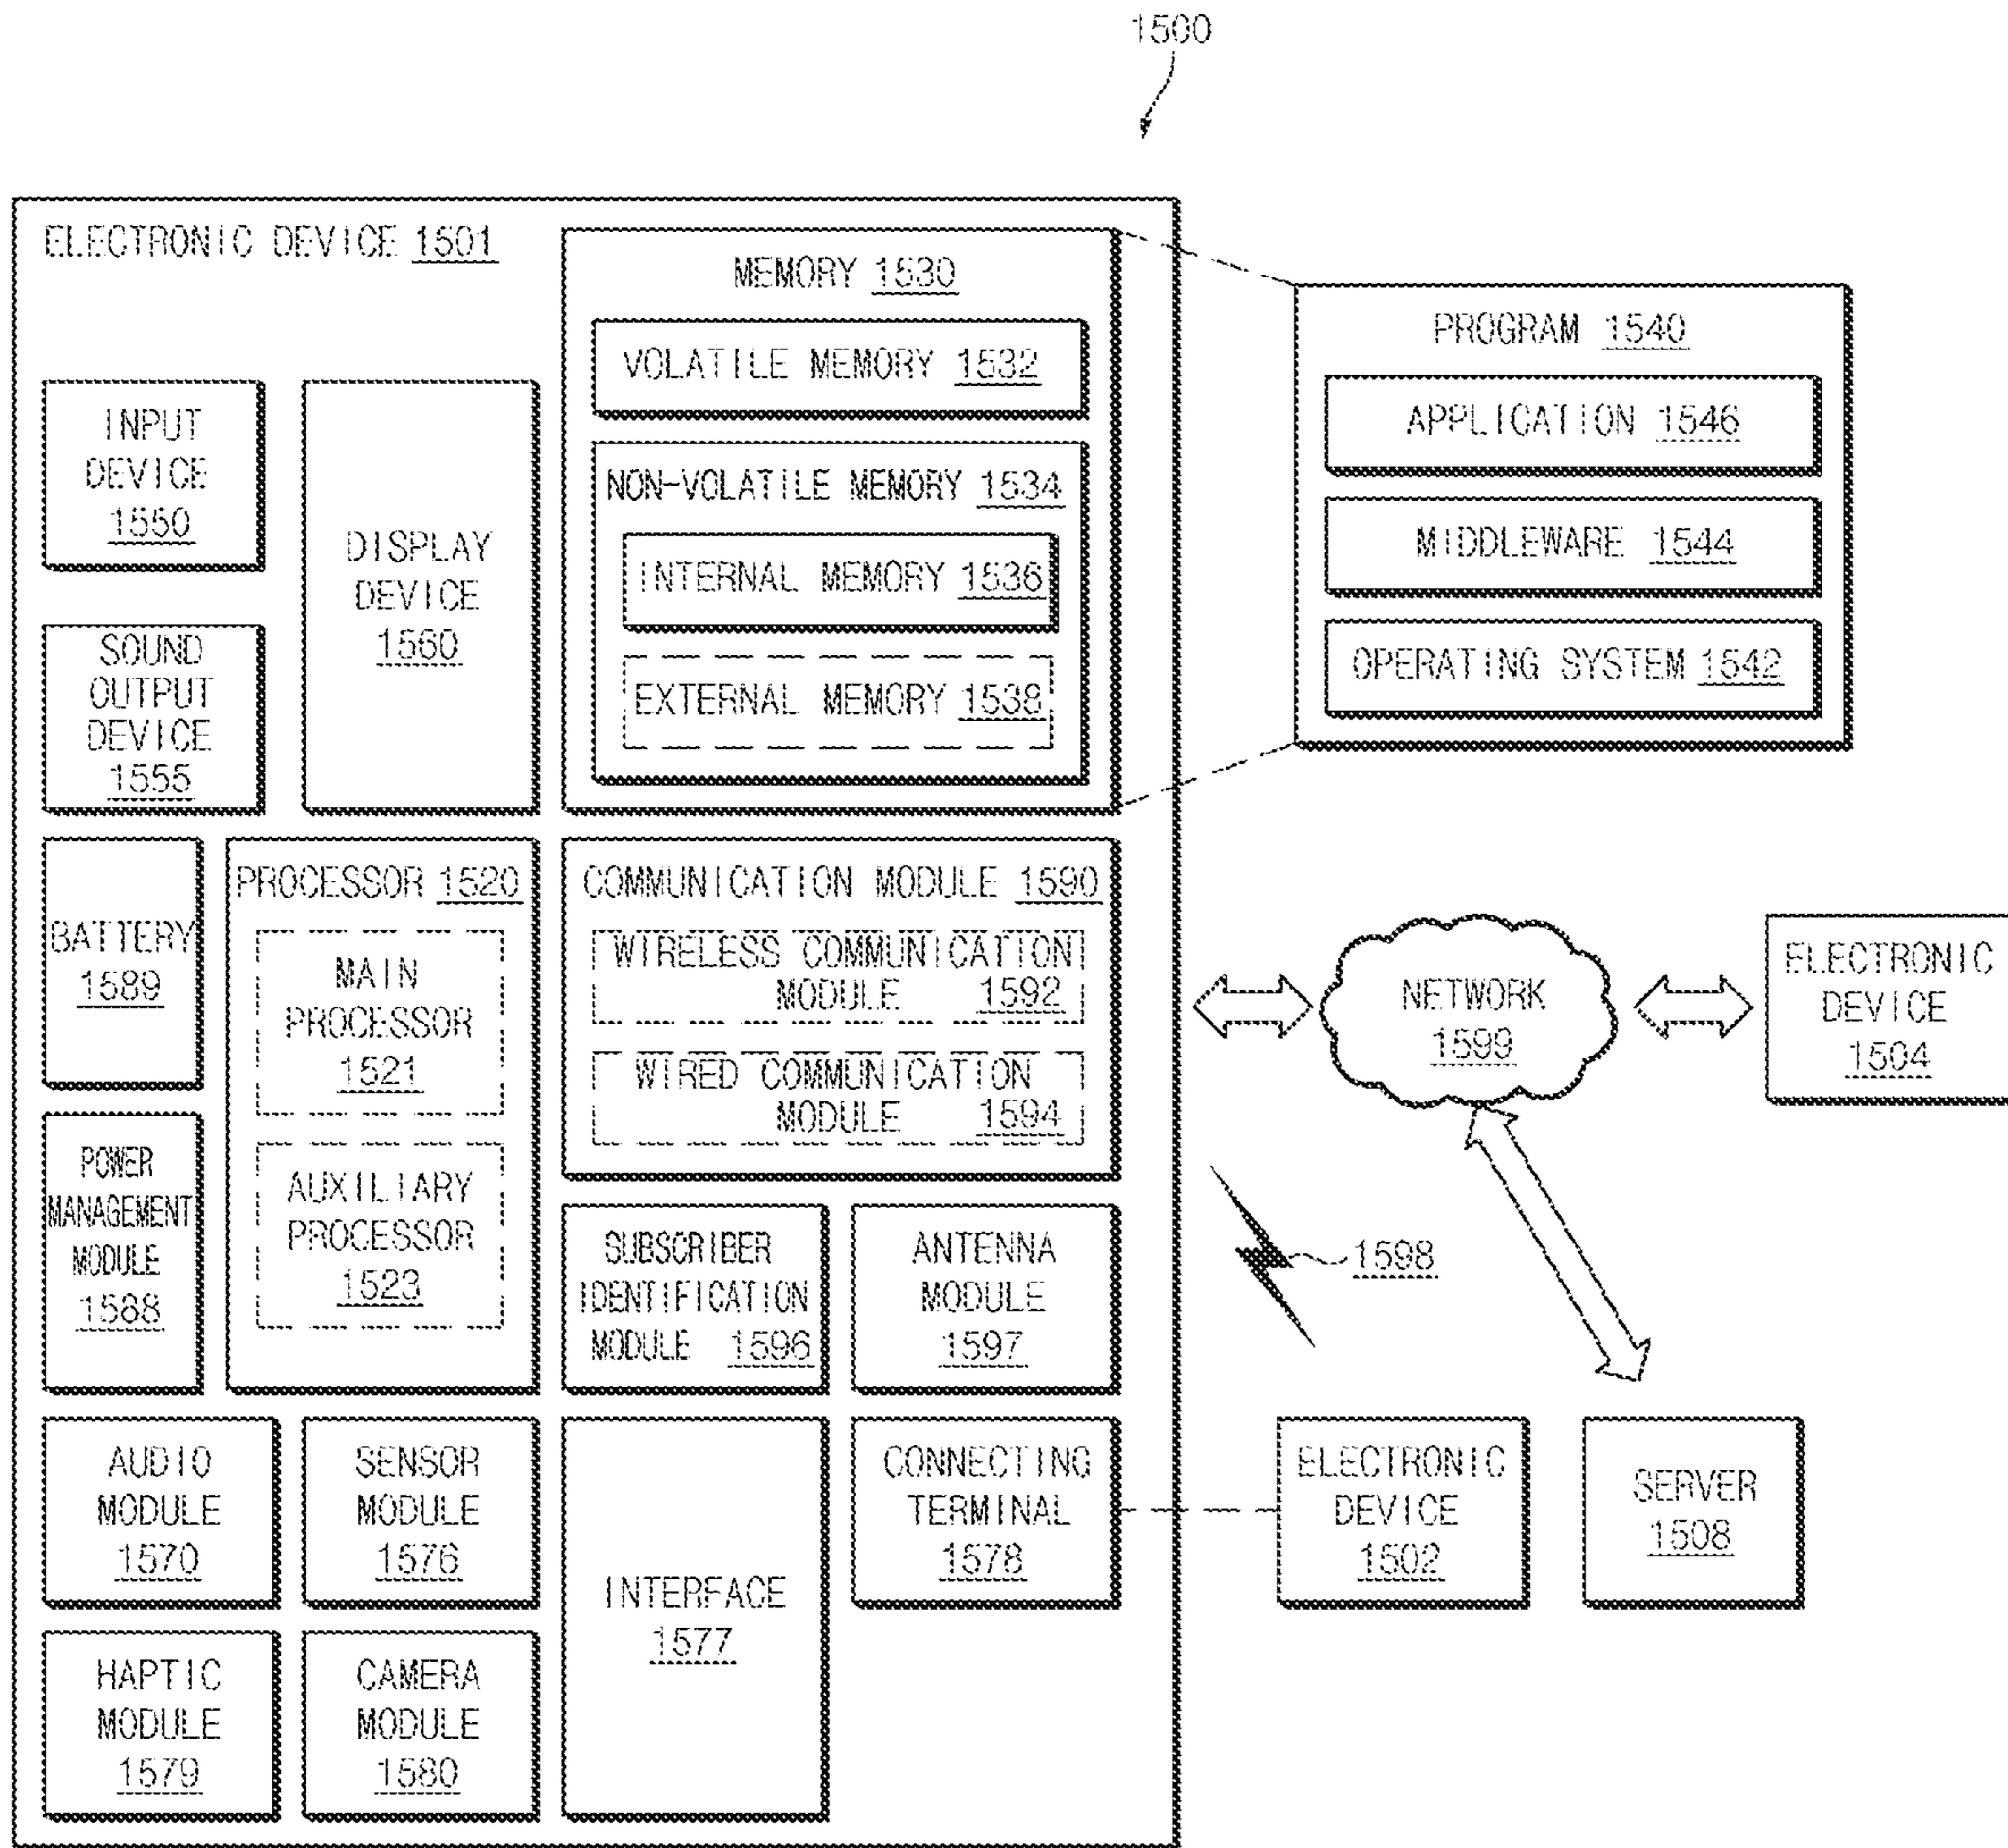 1500
ELECTRONIC DEVICE 1501
MEMORY 1530
VOLATILE MEMORY 1532
NON-VOLATILE MEMORY 1534
INTERNAL MEMORY 1536
EXTERNAL MEMORY 1538
PROGRAM 1540
APPLICATION 1546
MIDDLEWARE 1544
OPERATING SYSTEM 1542
INPUT
DEVICE
1550
DISPLAY
DEVICE
1560
SOUND
OUTPUT
DEVICE
1555
BATTERY
1589
PROCESSOR 1520
MAIN
PROCESSOR
1521
AUXILIARY
PROCESSOR
1523
COMMUNICATION MODULE 1590
WIRELESS COMMUNICATION
MODULE 1592
WIRED COMMUNICATION
MODULE 1594
NETWORK
1599
ELECTRONIC
DEVICE
1504
POWER
MANAGEMENT
MODULE
1588
SUBSCRIBER
IDENTIFICATION
MODULE 1596
ANTENNA
MODULE
1597
1598
AUDIO
MODULE
1570
SENSOR
MODULE
1576
INTERFACE
1577
CONNECTING
TERMINAL
1578
ELECTRONIC
DEVICE
1502
SERVER
1508
HAPTIC
MODULE
1579
CAMERA
MODULE
1580